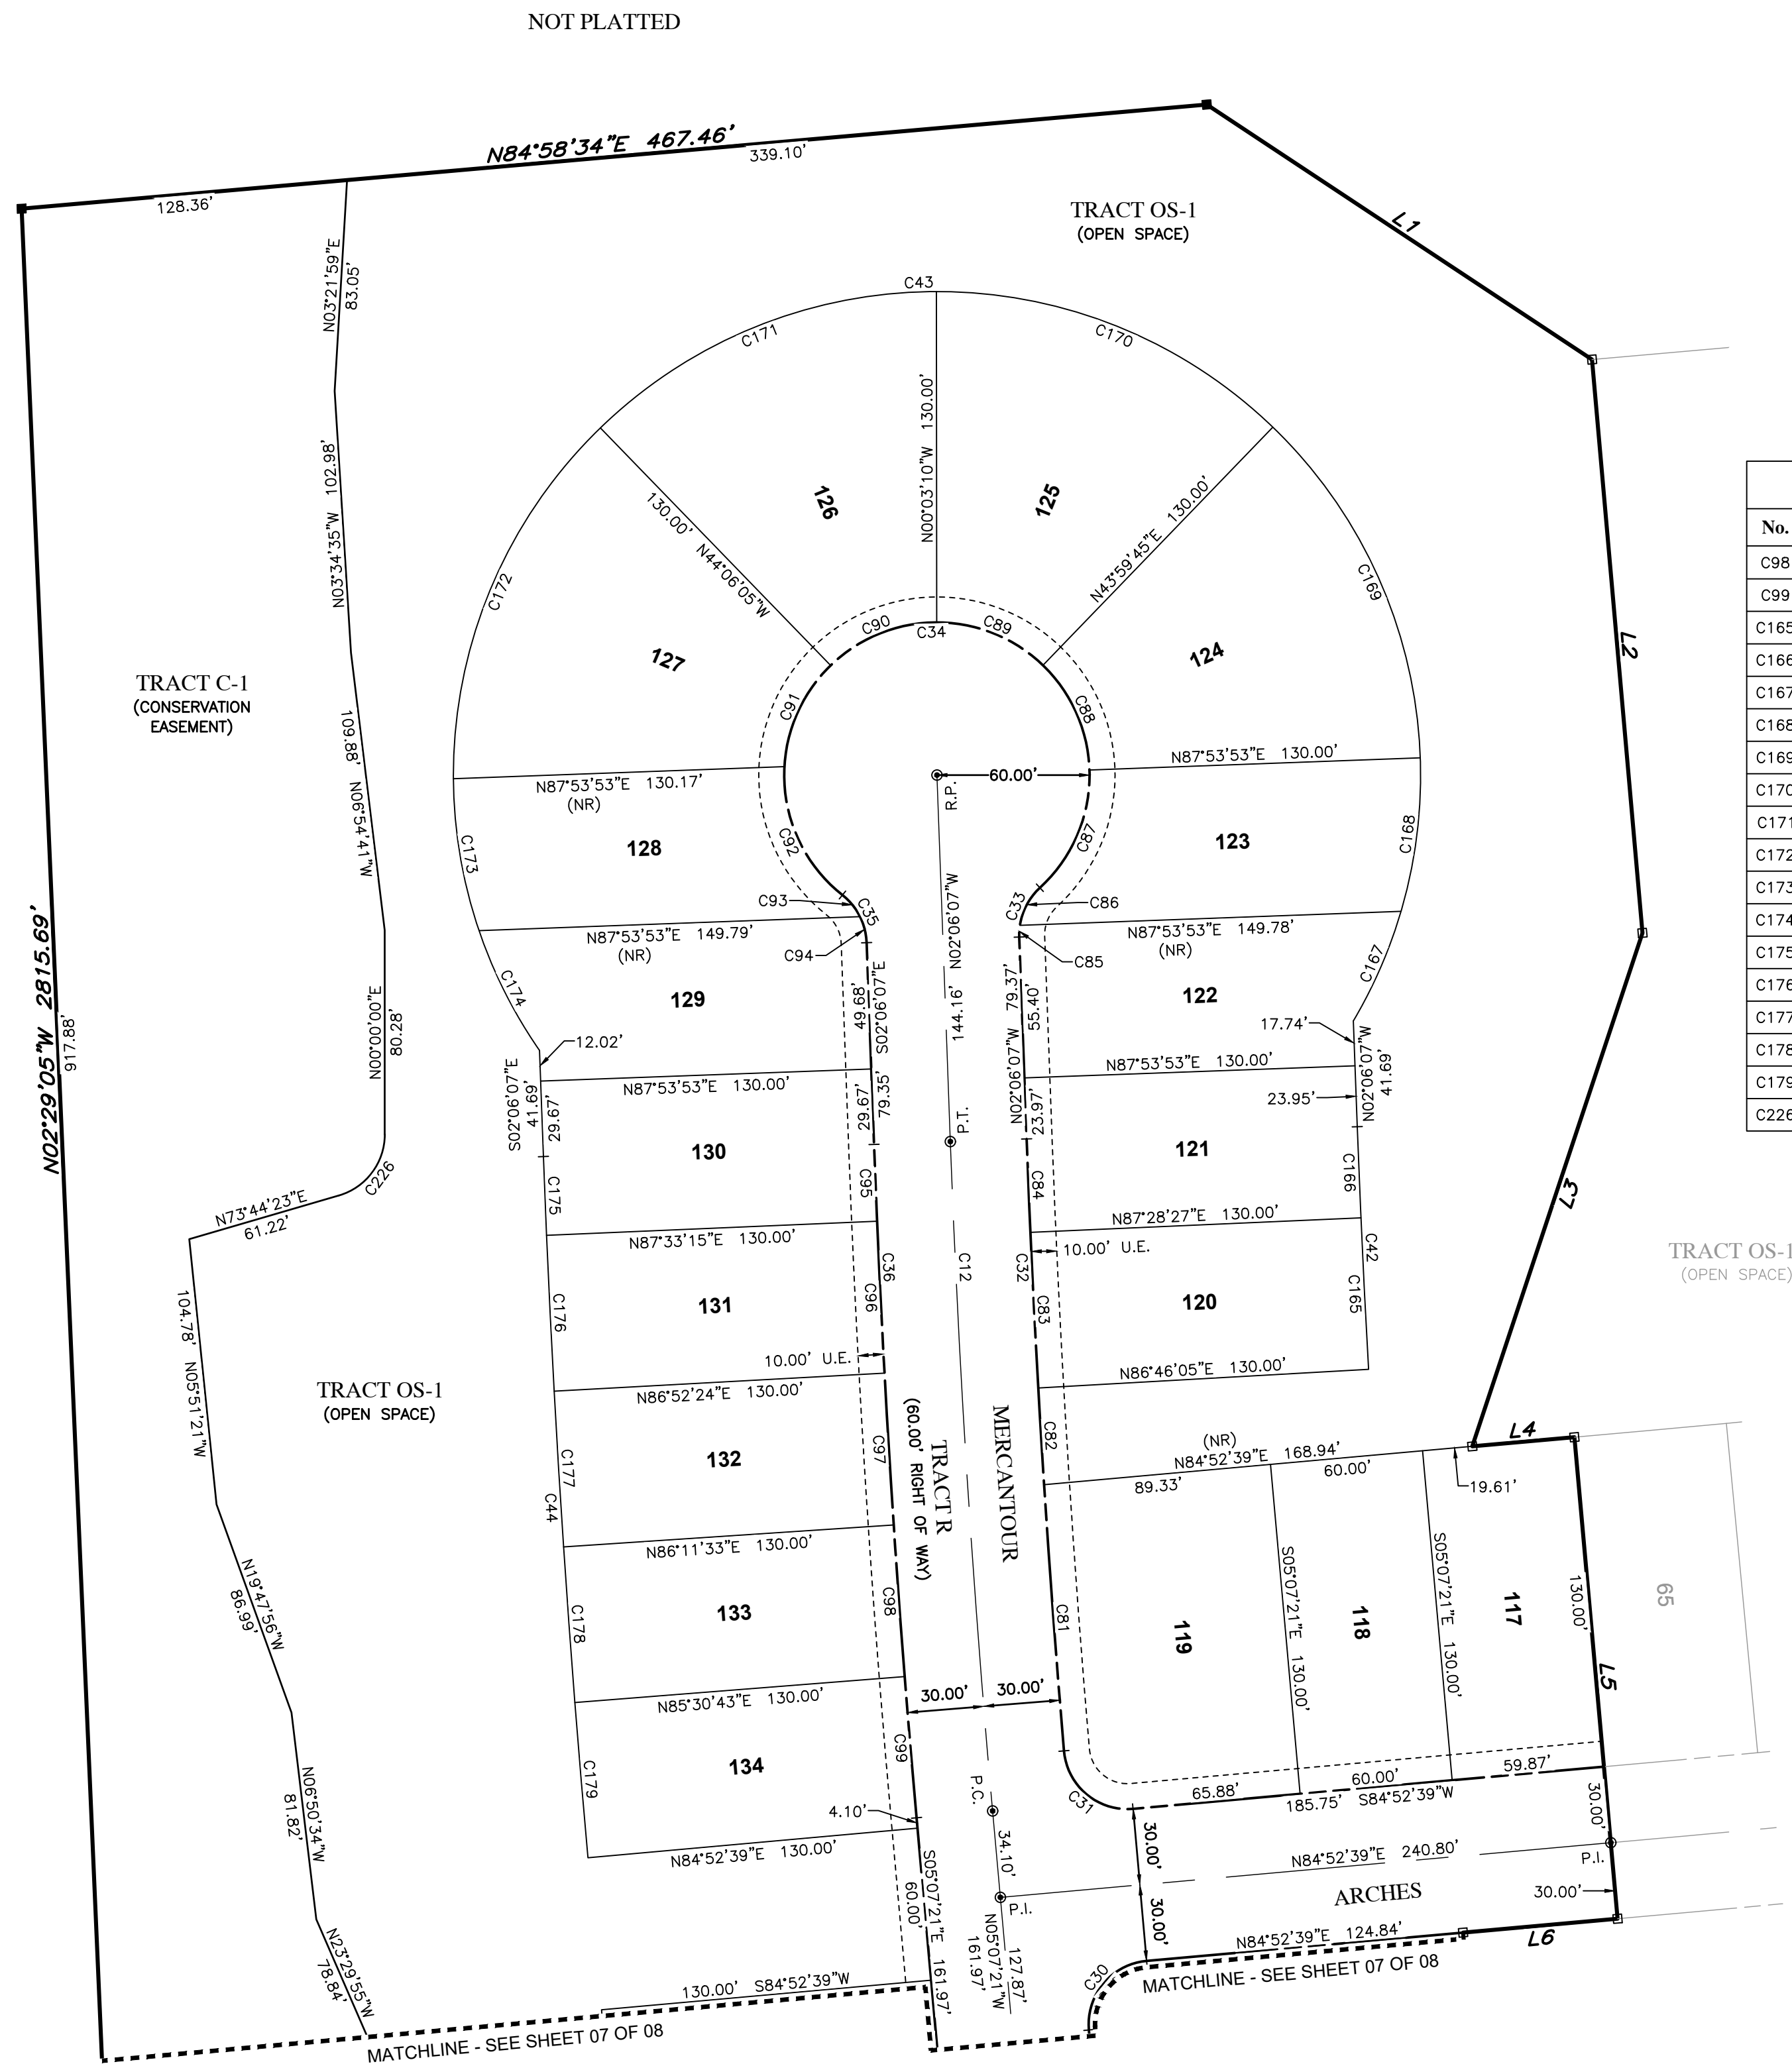 NOT PLATTED
N84°58'34"E 467.46'
339.10'
128.36'
TRACT OS-1
(OPEN SPACE)
L1
N03°21'59"E
83.05'
C43
C171
C170
N00°03'10"W 130.00'
N03°34'35"W 102.98'
126
125
130.00' N44°06'05"W
N43°59'45"E 130.00'
C172
C169
No.
C98
C99
C165
C166
C167
C168
C169
C170
C171
C172
C173
C174
C175
C176
C177
C178
C179
C226
C90
C34
C89
127
124
L2
TRACT C-1
(CONSERVATION
EASEMENT)
C91
C88
109.88' N06°54'41"W
N87°53'53"E 130.17'
(NR)
60.00'
R.P.
N87°53'53"E 130.00'
128
C92
C87
123
C173
C168
C93
C35
C33
C86
N87°53'53"E 149.79'
(NR)
C94
N87°53'53"E 149.78'
(NR)
C85
C174
129
49.68'
S02°06'07"E
79.35'
144.16' N02°06'07"W
N02°06'07"W 79.37'
55.40'
122
C167
N02°29'05"W 2815.69'
917.88'
N00°00'00"E
80.28'
12.02'
17.74'
N87°53'53"E 130.00'
N87°53'53"E 130.00'
S02°06'07"E
41.69'
29.67'
29.67'
P.T.
23.97'
23.95'
N02°06'07"W
41.69'
130
121
C226
N73°44'23"E
61.22'
C175
C95
C84
C166
N87°33'15"E 130.00'
N87°28'27"E 130.00'
10.00' U.E.
C36
C12
C32
C42
L3
TRACT OS-1
(OPEN SPACE)
104.78' N05°51'21"W
C176
131
C96
C83
120
C165
10.00' U.E.
N86°52'24"E 130.00'
N86°46'05"E 130.00'
TRACT OS-1
(OPEN SPACE)
C177
132
C97
C44
(60.00' RIGHT OF WAY)
TRACT R
MERCANTOUR
C82
(NR)
N84°52'39"E 168.94'
L4
89.33'
60.00'
19.61'
N86°11'33"E 130.00'
N19°47'56"W
86.99'
C178
133
C98
C81
119
S05°07'21"E 130.00'
118
S05°07'21"E 130.00'
117
130.00'
L5
65
N85°30'43"E 130.00'
30.00'
30.00'
C179
134
C99
N06°50'34"W
81.82'
4.10'
P.C.
C31
65.88'
60.00'
59.87'
185.75' S84°52'39"W
30.00'
N84°52'39"E 130.00'
34.10'
30.00'
N84°52'39"E 240.80'
P.I.
ARCHES
30.00'
S05°07'21"E 161.97'
60.00'
P.I.
30.00'
N05°07'21"W
161.97'
127.87'
N84°52'39"E 124.84'
L6
N23°29'55"W
78.84'
C30
130.00' S84°52'39"W
MATCHLINE - SEE SHEET 07 OF 08
MATCHLINE - SEE SHEET 07 OF 08